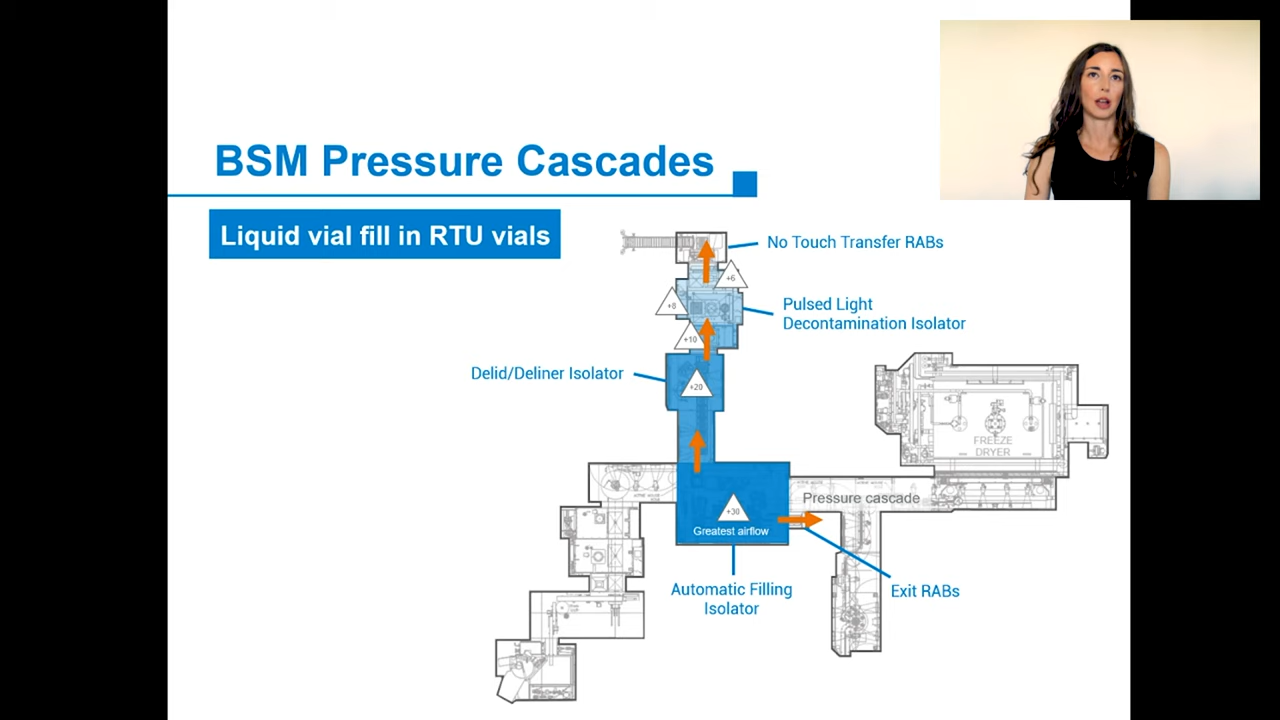 BSM Pressure Cascades
Liquid vial fill in RTU vials
No Touch Transfer RABs
+6
+8
Pulsed Light
Decontamination Isolator
+10
Delid/Deliner Isolator
+20
FREEZE
DRYER
Pressure cascade
+30
Greatest airflow
Automatic Filling
Isolator
Exit RABs